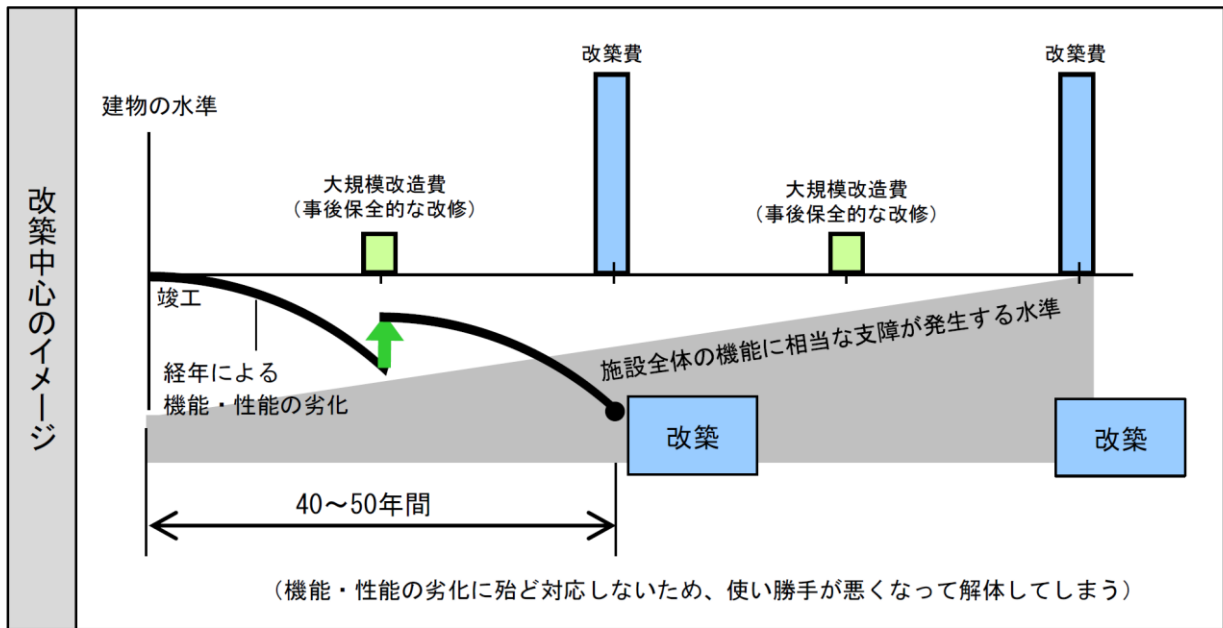 改築中心のイメージ
改築費
改築費
建物の水準
大規模改造費
（事後保全的な改修）
大規模改造費
（事後保全的な改修）
竣工
経年による
機能・性能の劣化
施設全体の機能に相当な支障が発生する水準
改築
改築
40～50年間
（機能・性能の劣化に殆ど対応しないため、使い勝手が悪くなって解体してしまう）